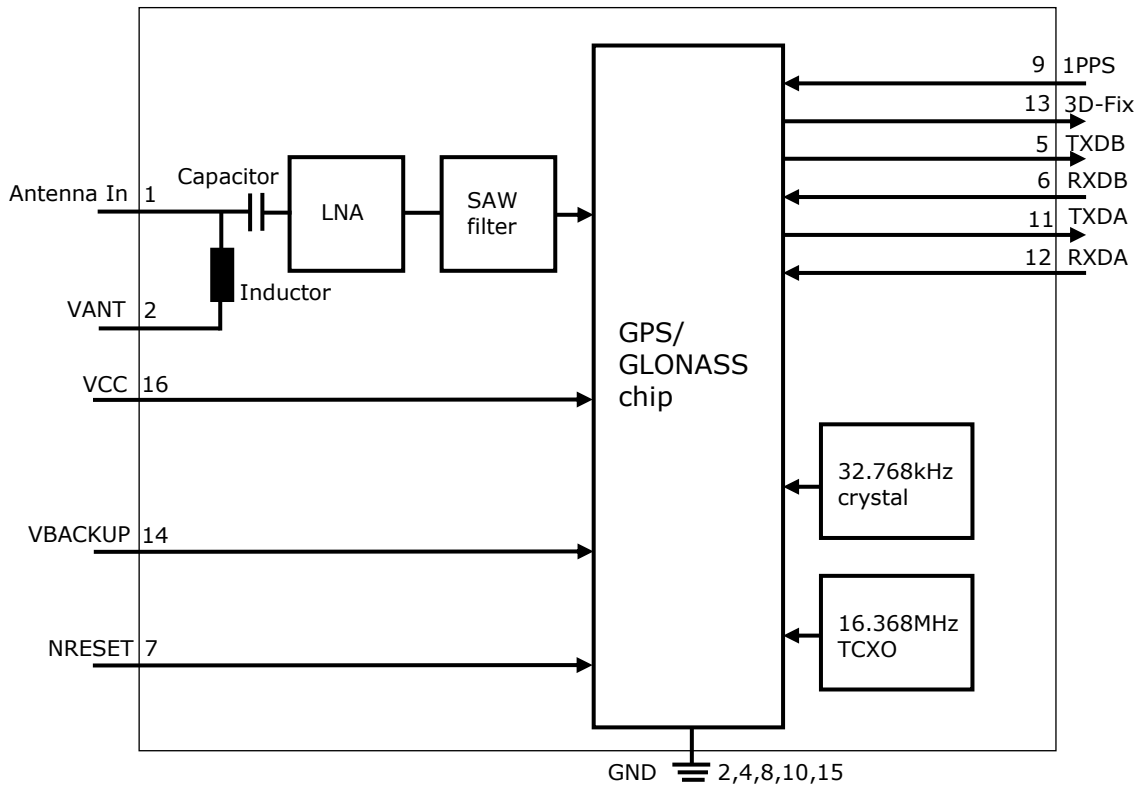 9 1PPS
13 3D-Fix
5 TXDB
6 RXDB
11 TXDA
12 RXDA
Antenna In 1
Capacitor
LNA
SAW
filter
Inductor
VANT 2
VCC 16
VBACKUP 14
NRESET 7
GPS/
GLONASS
chip
32.768kHz
crystal
16.368MHz
TCXO
GND 2,4,8,10,15